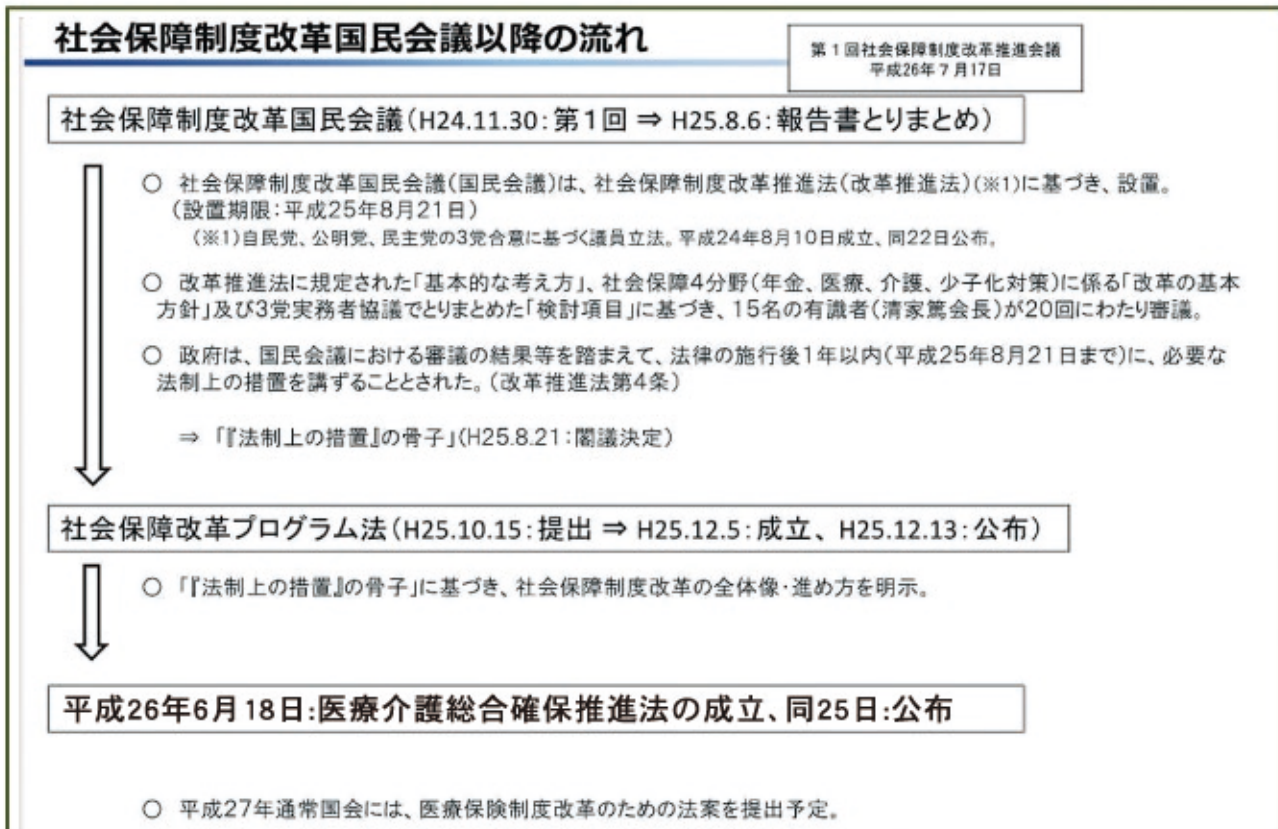 社会保障制度改革国民会議以降の流れ
第1回社会保障制度改革推進会議
平成26年7月17日
社会保障制度改革国民会議(H24.11.30:第1回 ⇒ H25.8.6:報告書とりまとめ)
○ 社会保障制度改革国民会議(国民会議)は、社会保障制度改革推進法(改革推進法)(※1)に基づき、設置。
(設置期限:平成25年8月21日)
(※1)自民党、公明党、民主党の3党合意に基づく議員立法。平成24年8月10日成立、同22日公布。
○ 改革推進法に規定された「基本的な考え方」、社会保障4分野(年金、医療、介護、少子化対策)に係る「改革の基本
方針」及び3党実務者協議でとりまとめた「検討項目」に基づき、15名の有識者(清家篤会長)が20回にわたり審議。
○ 政府は、国民会議における審議の結果等を踏まえて、法律の施行後1年以内(平成25年8月21日まで)に、必要な
法制上の措置を講ずることとされた。(改革推進法第4条)
⇒ 「『法制上の措置』の骨子」(H25.8.21:閣議決定)
社会保障改革プログラム法(H25.10.15:提出 ⇒ H25.12.5:成立、H25.12.13:公布)
○ 「『法制上の措置』の骨子」に基づき、社会保障制度改革の全体像・進め方を明示。
平成26年6月18日:医療介護総合確保推進法の成立、同25日:公布
○ 平成27年通常国会には、医療保険制度改革のための法案を提出予定。